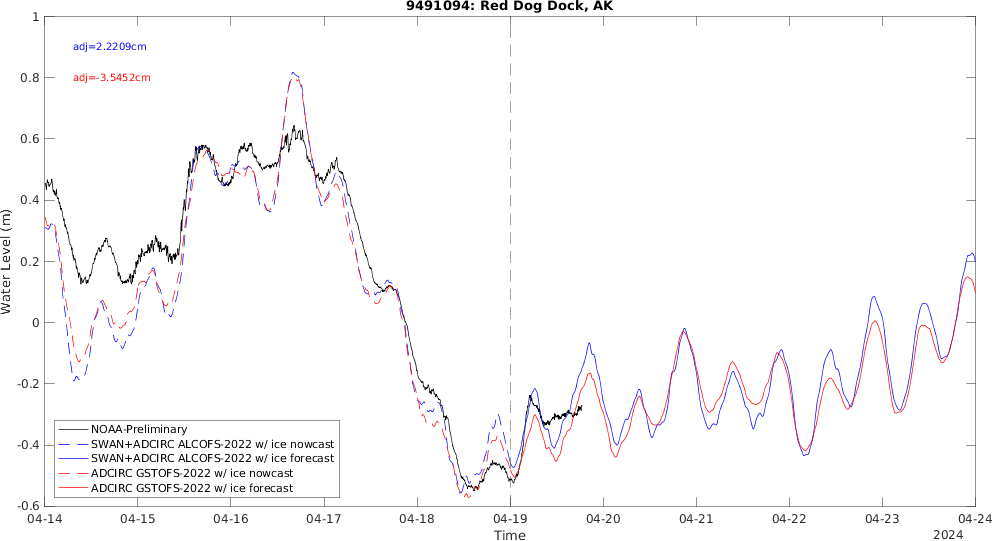 9491094: Red Dog Dock, AK
adj=2.2209cm
adj=-3.5452cm
Water Level (m)
1
0.8
0.6
0.4
0.2
0
-0.2
-0.4
-0.6
NOAA-Preliminary
SWAN+ADCIRC ALCOFS-2022 w/ ice nowcast
SWAN+ADCIRC ALCOFS-2022 w/ ice forecast
ADCIRC GSTOFS-2022 w/ ice nowcast
ADCIRC GSTOFS-2022 w/ ice forecast
04-14 04-15 04-16 04-17 04-18 04-19 04-20 04-21 04-22 04-23 04-24
Time
2024